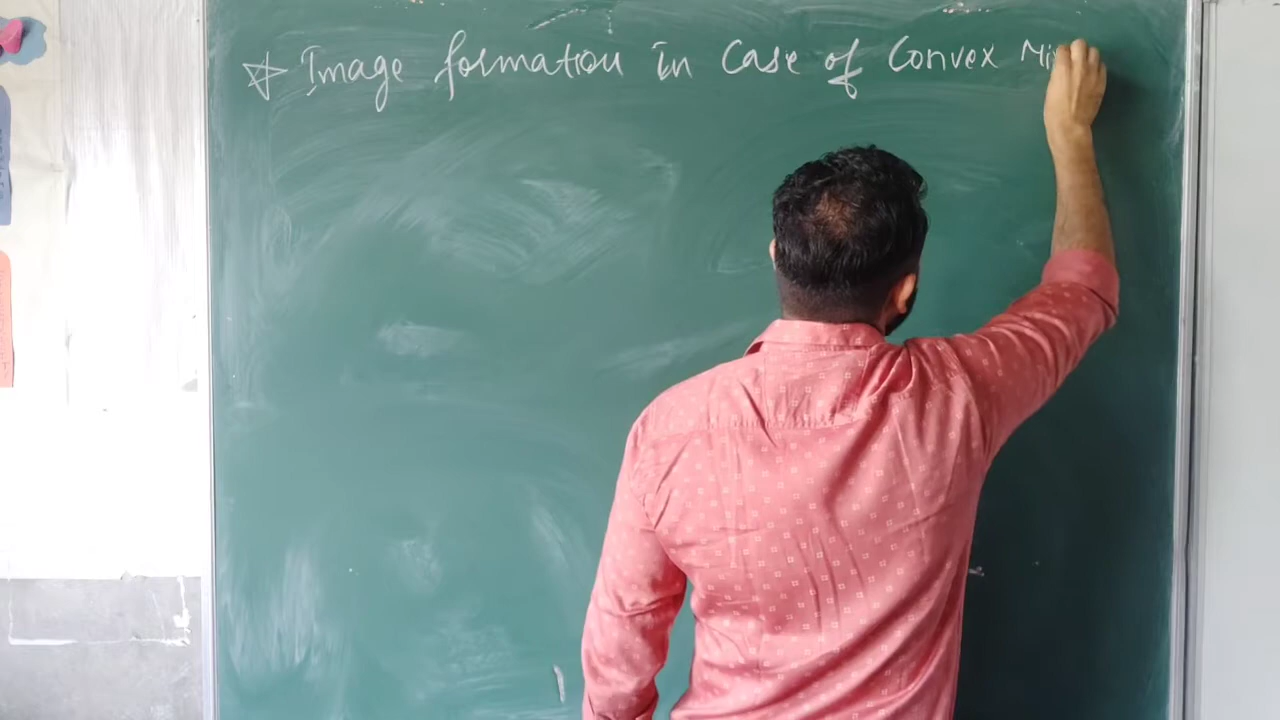 ☆ Image formation in Case of Convex Mi